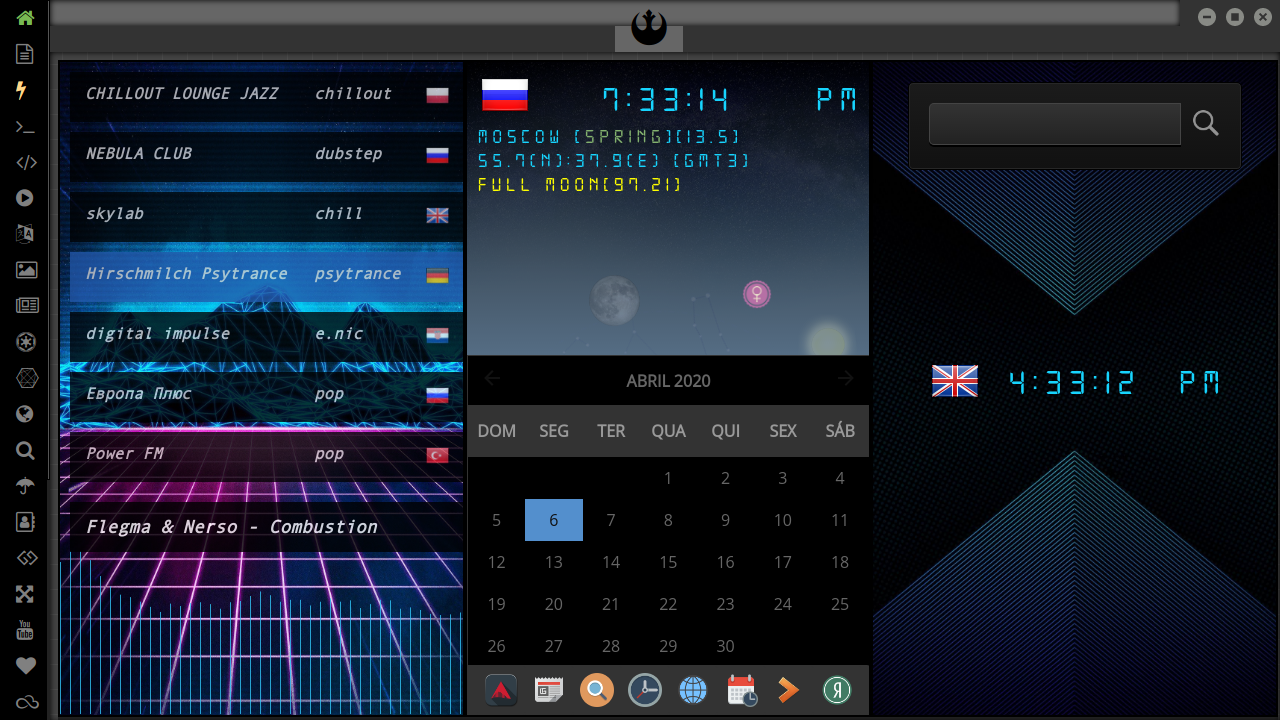 CHILLOUT LOUNGE JAZZ chillout
NEBULA CLUB dubstep
skylab chill
Hirschmilch Psytrance psytrance
digital impulse e.nic
Европа Плюс pop
Power FM pop
Flegma & Nerso - Combustion
You
Tube
7:33:14 PM
MOSCOW [SPRING][13.5]
55.7[N]:37.9[E] [GMT3]
FULL MOON[97.21]
ABRIL 2020
DOM SEG TER QUA QUI SEX SÁB
1 2 3 4
5 6 7 8 9 10 11
12 13 14 15 16 17 18
19 20 21 22 23 24 25
26 27 28 29 30
Я
4:33:12 PM